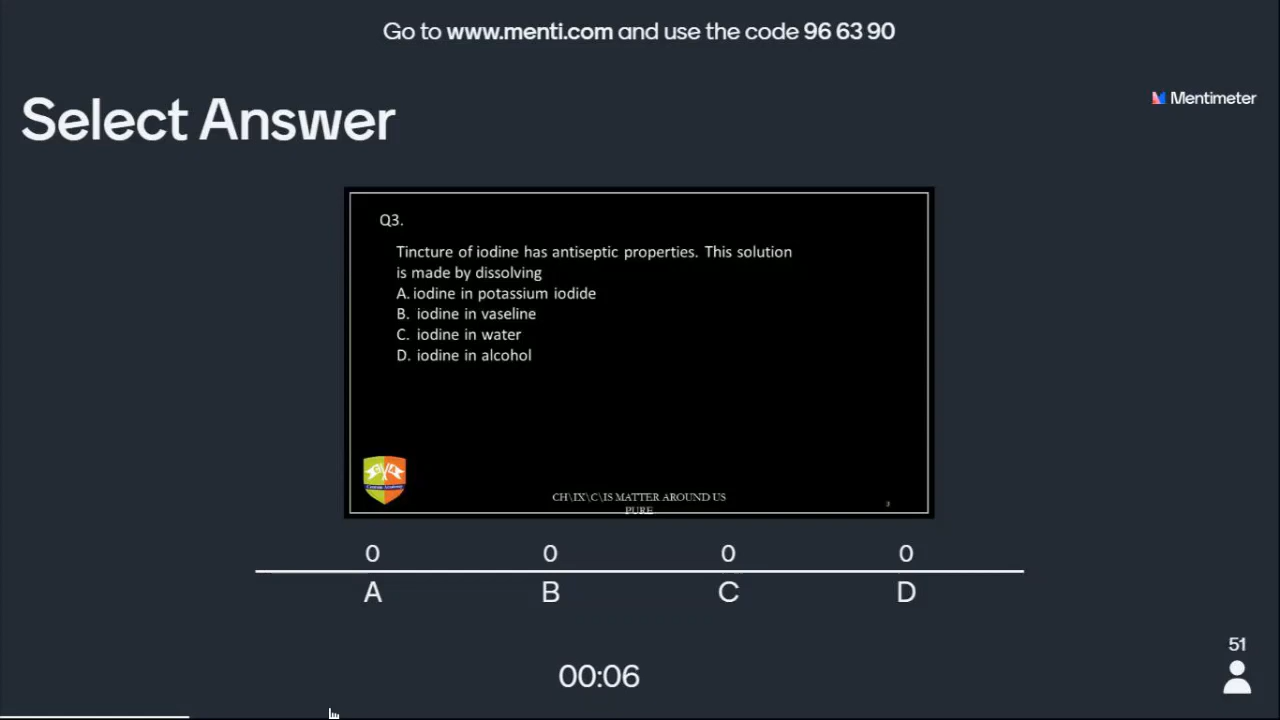 Go to www.menti.com and use the code 96 63 90
Select Answer
Mentimeter
Q3.
Tincture of iodine has antiseptic properties. This solution
is made by dissolving
A. iodine in potassium iodide
B. iodine in vaseline
C. iodine in water
D. iodine in alcohol
CH\IX\C\IS MATTER AROUND US
PURE
3
0 0 0 0
A B C D
00:06
51